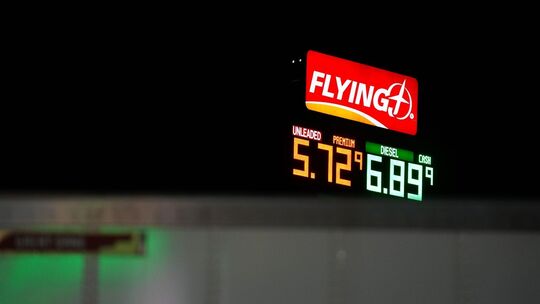 FLYING J
UNLEADED PREMIUM DIESEL CASH
5.72 9 6.89 9